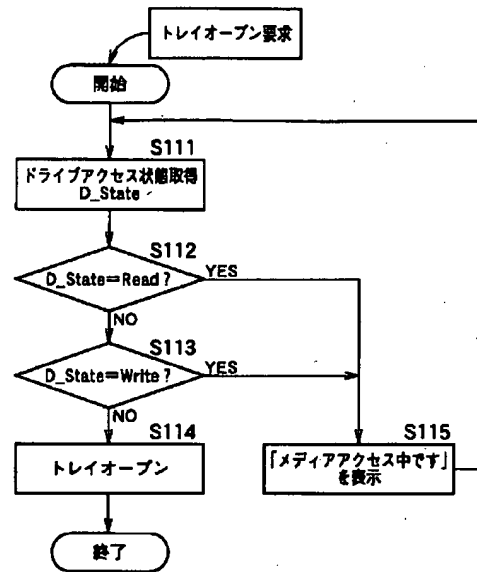 トレイオープン要求
開始
S111
ドライブアクセス状態取得
D_State
S112
D_State=Read?
YES
NO
S113
D_State=Write?
YES
NO
S114
トレイオープン
S115
「メディアアクセス中です」
を表示
終了